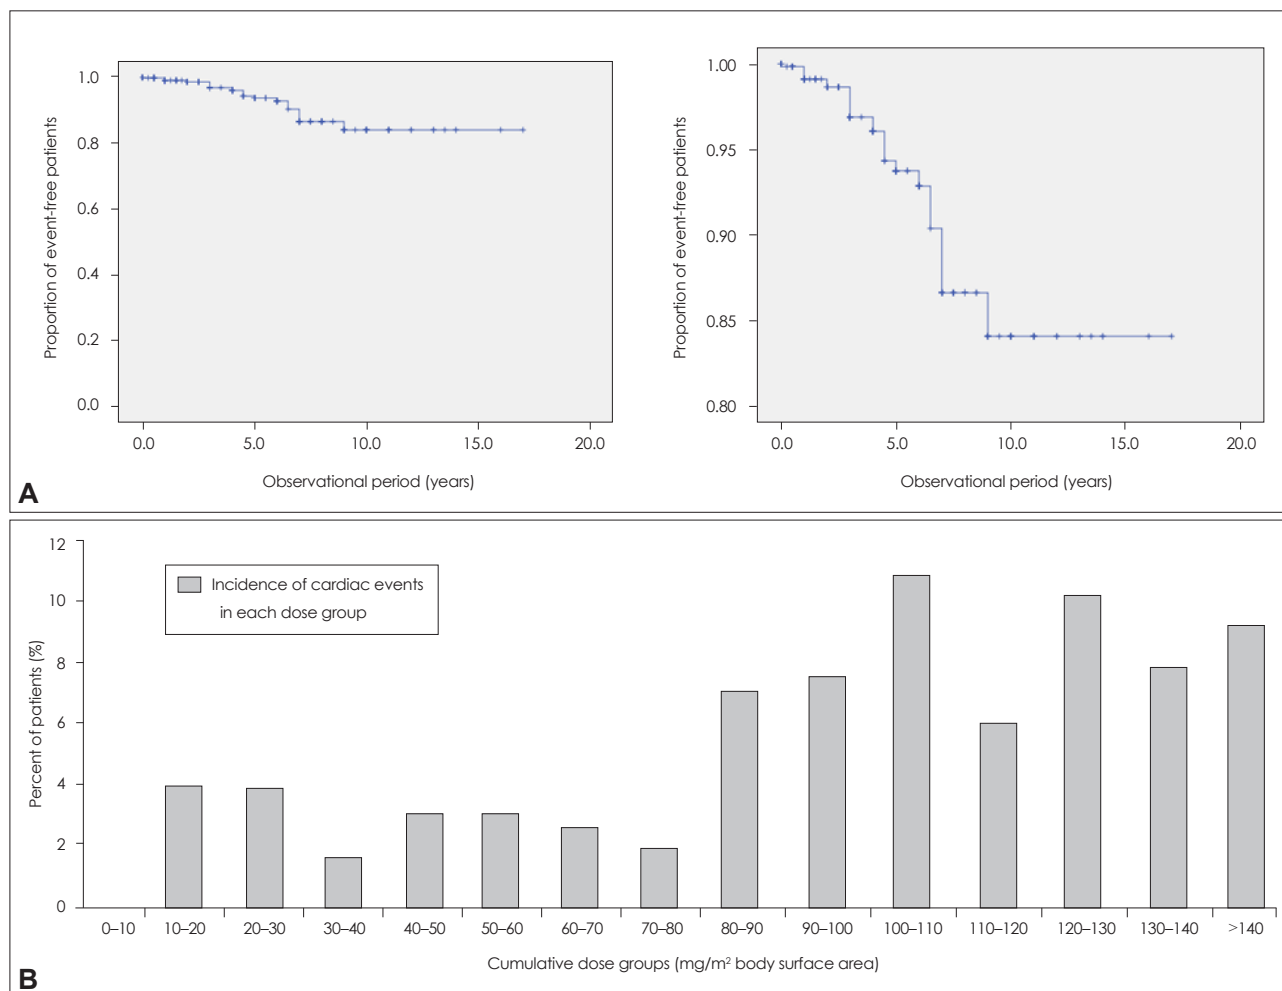 1.0
0.8
0.6
0.4
0.2
0.0
Proportion of event-free patients
0.0 5.0 10.0 15.0 20.0
Observational period (years)
1.00
0.95
0.90
0.85
0.80
Proportion of event-free patients
0.0 5.0 10.0 15.0 20.0
Observational period (years)
A
12
10
8
6
4
2
0
Percent of patients (%)
Incidence of cardiac events
in each dose group
0–10 10–20 20–30 30–40 40–50 50–60 60–70 70–80 80–90 90–100 100–110 110–120 120–130 130–140 >140
Cumulative dose groups (mg/m² body surface area)
B